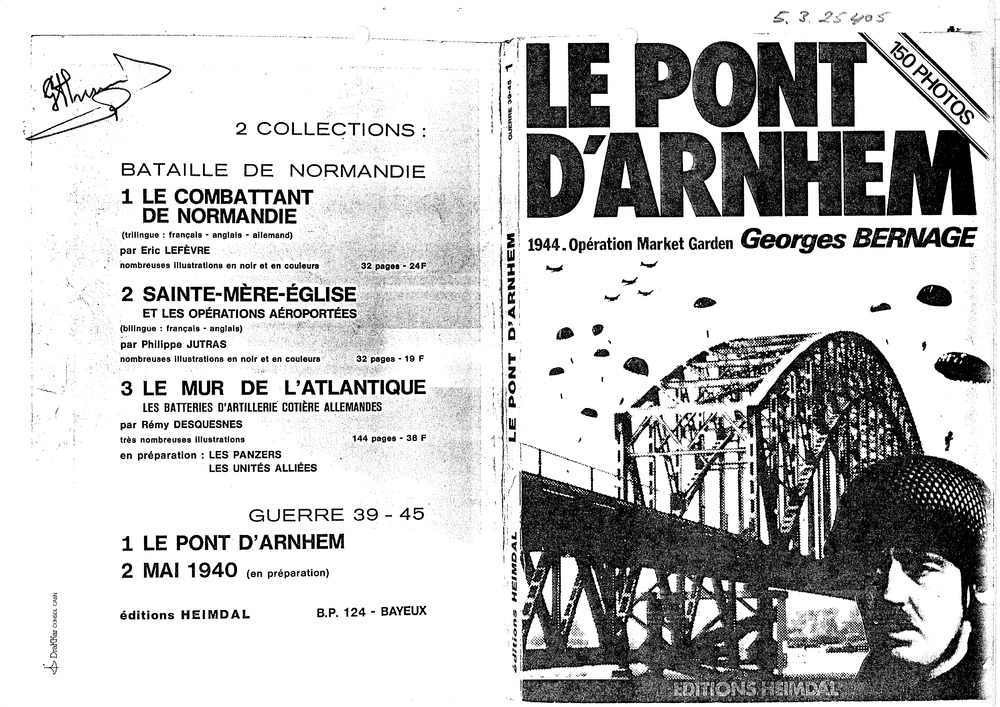 5. 3. 25405
2 COLLECTIONS :
BATAILLE DE NORMANDIE
1 LE COMBATTANT
DE NORMANDIE
(trilingue : français - anglais - allemand)
par Eric LEFÈVRE
nombreuses illustrations en noir et en couleurs 32 pages - 24F
2 SAINTE-MÈRE-ÉGLISE
ET LES OPÉRATIONS AÉROPORTÉES
(bilingue : français - anglais)
par Philippe JUTRAS
nombreuses illustrations en noir et en couleurs 32 pages - 19 F
3 LE MUR DE L'ATLANTIQUE
LES BATTERIES D'ARTILLERIE COTIÈRE ALLEMANDES
par Rémy DESQUESNES
très nombreuses illustrations 144 pages - 38 F
en préparation : LES PANZERS
LES UNITÉS ALLIÉES
GUERRE 39 - 45
1 LE PONT D'ARNHEM
2 MAI 1940 (en préparation)
éditions HEIMDAL B.P. 124 - BAYEUX
Drakkar CONSEIL CAEN
GUERRE 39-45 1
LE PONT D'ARNHEM
éditions HEIMDAL
LE PONT
D'ARNHEM
150 PHOTOS
1944. Opération Market Garden Georges BERNAGE
EDITIONS HEIMDAL